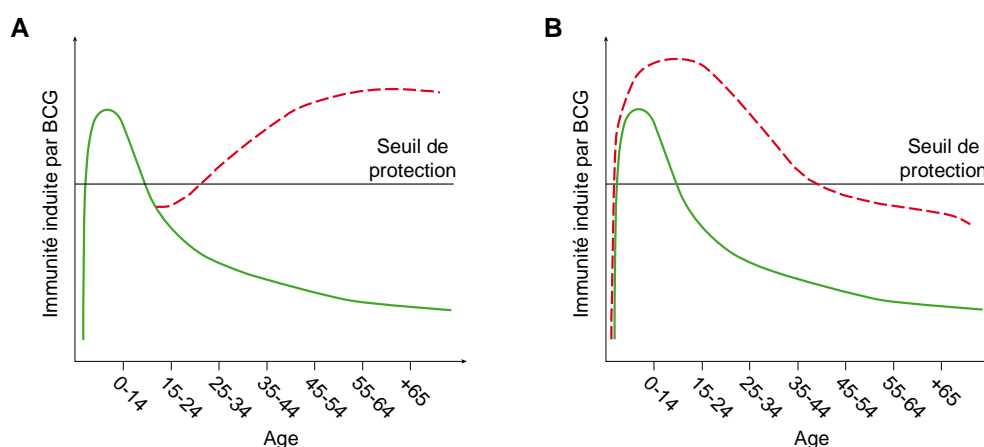 A
Immunité induite par BCG
Seuil de
protection
0-14
15-24
25-34
35-44
45-54
55-64
+65
Age
B
Immunité induite par BCG
Seuil de
protection
0-14
15-24
25-34
35-44
45-54
55-64
+65
Age